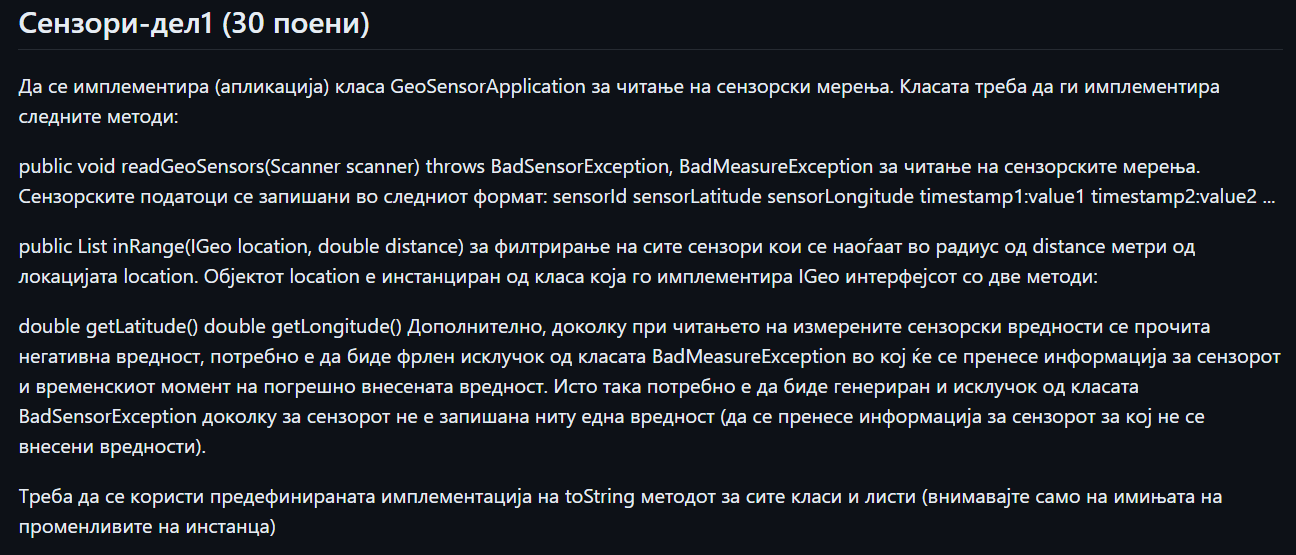 Сензори-дел1 (30 поени)
Да се имплементира (апликација) класа GeoSensorApplication за читање на сензорски мерења. Класата треба да ги имплементира
следните методи:
public void readGeoSensors(Scanner scanner) throws BadSensorException, BadMeasureException за читање на сензорските мерења.
Сензорските податоци се запишани во следниот формат: sensorId sensorLatitude sensorLongitude timestamp1:value1 timestamp2:value2 ...
public List inRange(IGeo location, double distance) за филтрирање на сите сензори кои се наоѓаат во радиус од distance метри од
локацијата location. Објектот location е инстанциран од класа која го имплементира IGeo интерфејсот со две методи:
double getLatitude() double getLongitude() Дополнително, доколку при читањето на измерените сензорски вредности се прочита
негативна вредност, потребно е да биде фрлен исклучок од класата BadMeasureException во кој ќе се пренесе информација за сензорот
и временскиот момент на погрешно внесената вредност. Исто така потребно е да биде генериран и исклучок од класата
BadSensorException доколку за сензорот не е запишана ниту една вредност (да се пренесе информација за сензорот за кој не се
внесени вредности).
Треба да се користи предефинираната имплементација на toString методот за сите класи и листи (внимавајте само на имињата на
променливите на инстанца)